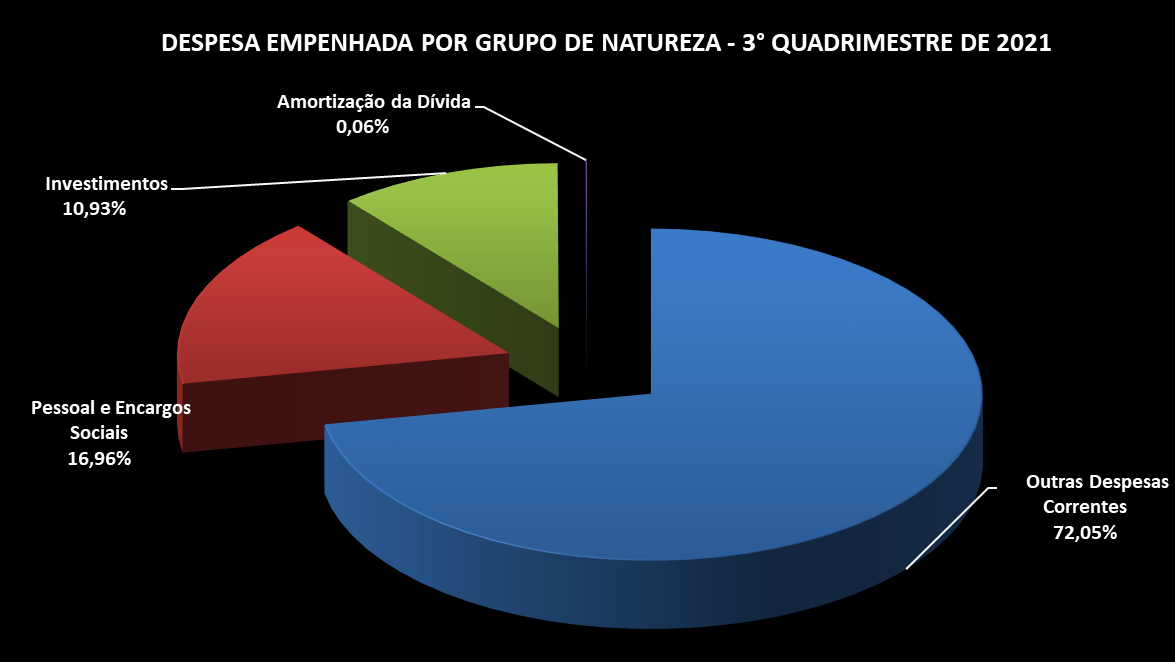 DESPESA EMPENHADA POR GRUPO DE NATUREZA - 3° QUADRIMESTRE DE 2021
Amortização da Dívida
0,06%
Investimentos
10,93%
Pessoal e Encargos
Sociais
16,96%
Outras Despesas
Correntes
72,05%